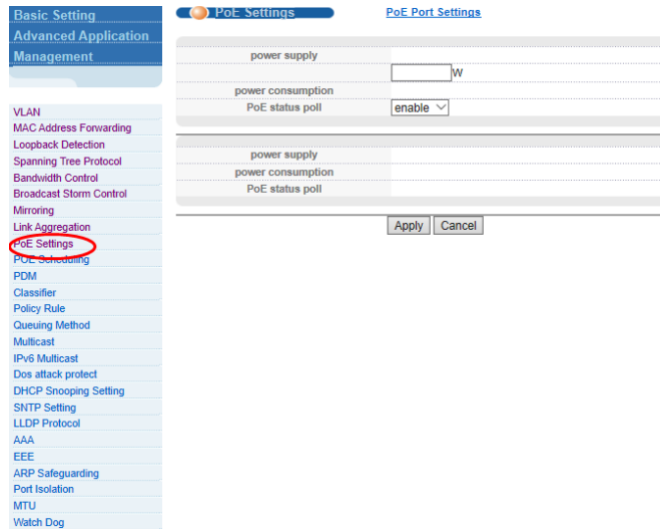 Basic Setting
Advanced Application
Management
VLAN
MAC Address Forwarding
Loopback Detection
Spanning Tree Protocol
Bandwidth Control
Broadcast Storm Control
Mirroring
Link Aggregation
PoE Settings
POE Scheduling
PDM
Classifier
Policy Rule
Queuing Method
Multicast
IPv6 Multicast
Dos attack protect
DHCP Snooping Setting
SNTP Setting
LLDP Protocol
AAA
EEE
ARP Safeguarding
Port Isolation
MTU
Watch Dog
PoE Settings PoE Port Settings
power supply
W
power consumption
PoE status poll enable
power supply
power consumption
PoE status poll
Apply Cancel